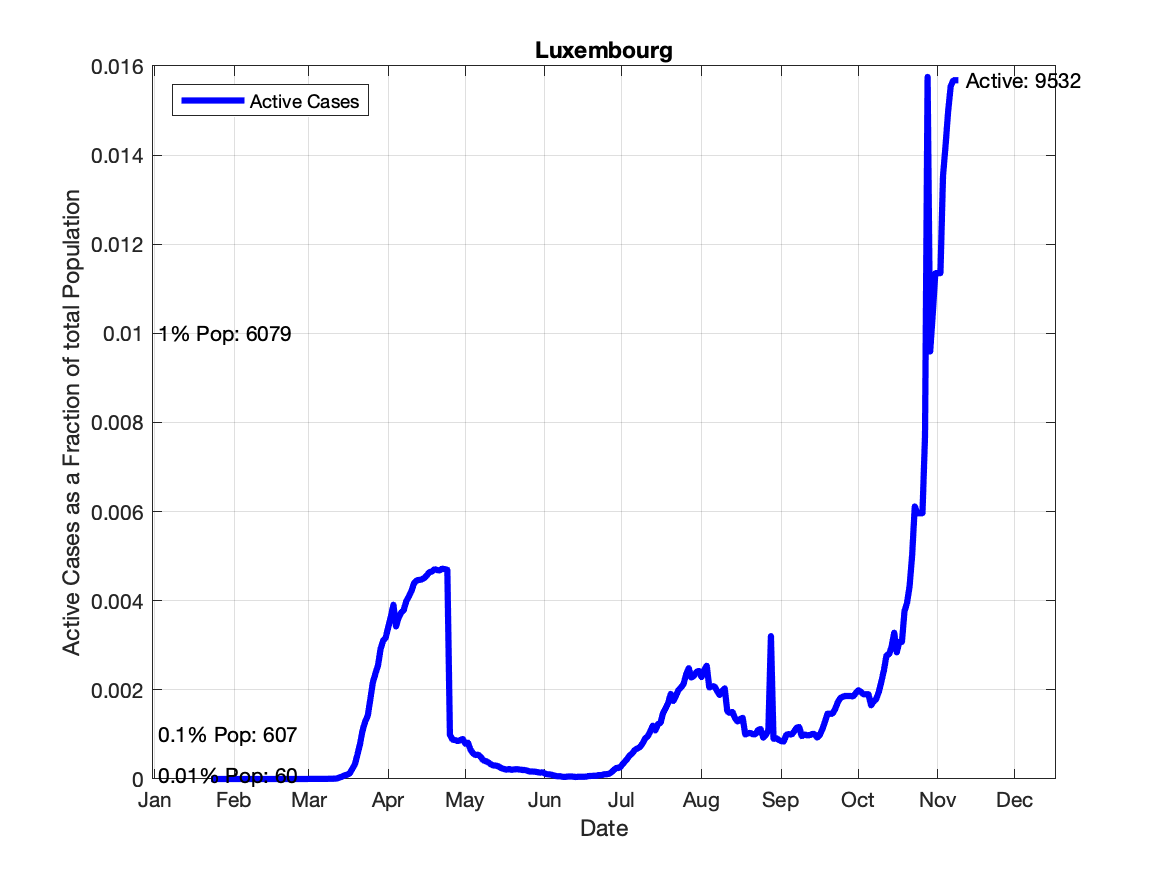 Luxembourg
0.016
Active: 9532
Active Cases
0.014
0.012
0.01
1% Pop: 6079
0.008
0.006
0.004
0.002
0.1% Pop: 607
0
0.01% Pop: 60
Active Cases as a Fraction of total Population
Jan Feb Mar Apr May Jun Jul Aug Sep Oct Nov Dec
Date